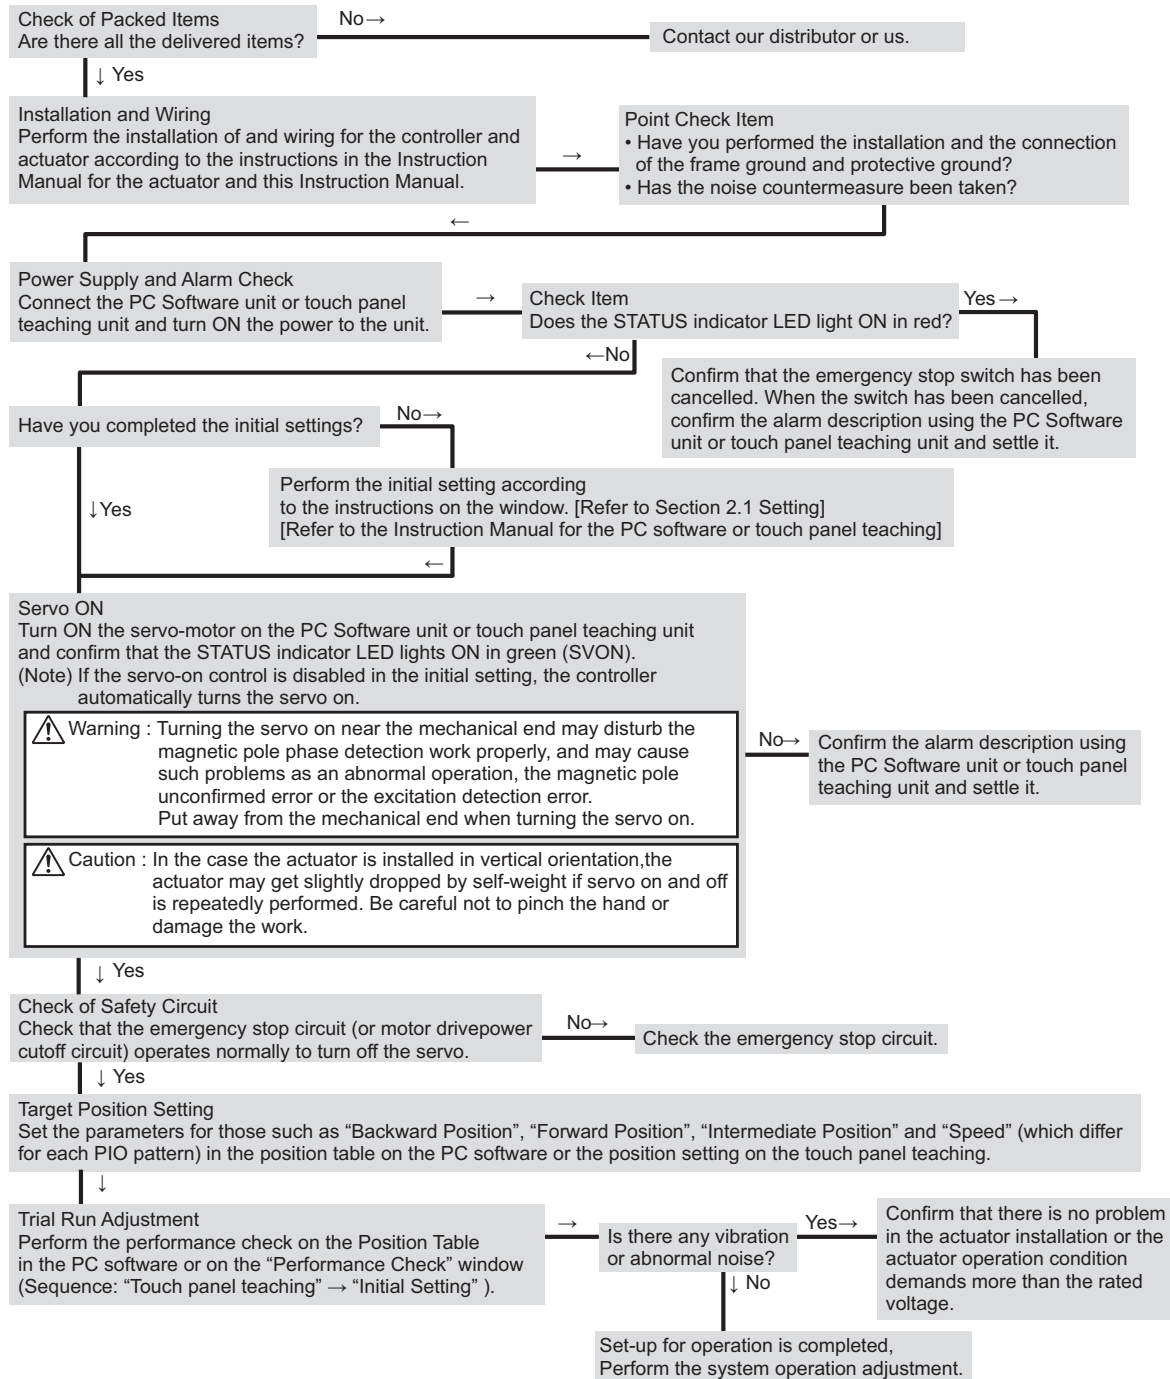 Check of Packed Items
Are there all the delivered items?
No→
Contact our distributor or us.
↓ Yes
Installation and Wiring
Perform the installation of and wiring for the controller and
actuator according to the instructions in the Instruction
Manual for the actuator and this Instruction Manual.
→
Point Check Item
• Have you performed the installation and the connection
of the frame ground and protective ground?
• Has the noise countermeasure been taken?
←
Power Supply and Alarm Check
Connect the PC Software unit or touch panel
teaching unit and turn ON the power to the unit.
→
Check Item
Does the STATUS indicator LED light ON in red?
Yes→
←No
Confirm that the emergency stop switch has been
cancelled. When the switch has been cancelled,
confirm the alarm description using the PC Software
unit or touch panel teaching unit and settle it.
Have you completed the initial settings?
No→
Perform the initial setting according
to the instructions on the window. [Refer to Section 2.1 Setting]
[Refer to the Instruction Manual for the PC software or touch panel teaching]
↓Yes
←
Servo ON
Turn ON the servo-motor on the PC Software unit or touch panel teaching unit
and confirm that the STATUS indicator LED lights ON in green (SVON).
(Note) If the servo-on control is disabled in the initial setting, the controller
automatically turns the servo on.
Warning : Turning the servo on near the mechanical end may disturb the
magnetic pole phase detection work properly, and may cause
such problems as an abnormal operation, the magnetic pole
unconfirmed error or the excitation detection error.
Put away from the mechanical end when turning the servo on.
Caution : In the case the actuator is installed in vertical orientation,the
actuator may get slightly dropped by self-weight if servo on and off
is repeatedly performed. Be careful not to pinch the hand or
damage the work.
No→
Confirm the alarm description using
the PC Software unit or touch panel
teaching unit and settle it.
↓ Yes
Check of Safety Circuit
Check that the emergency stop circuit (or motor drivepower
cutoff circuit) operates normally to turn off the servo.
No→
Check the emergency stop circuit.
↓ Yes
Target Position Setting
Set the parameters for those such as “Backward Position”, “Forward Position”, “Intermediate Position” and “Speed” (which differ
for each PIO pattern) in the position table on the PC software or the position setting on the touch panel teaching.
↓
Trial Run Adjustment
Perform the performance check on the Position Table
in the PC software or on the “Performance Check” window
(Sequence: “Touch panel teaching” → “Initial Setting” ).
→
Is there any vibration
or abnormal noise?
Yes→
Confirm that there is no problem
in the actuator installation or the
actuator operation condition
demands more than the rated
voltage.
↓ No
Set-up for operation is completed,
Perform the system operation adjustment.